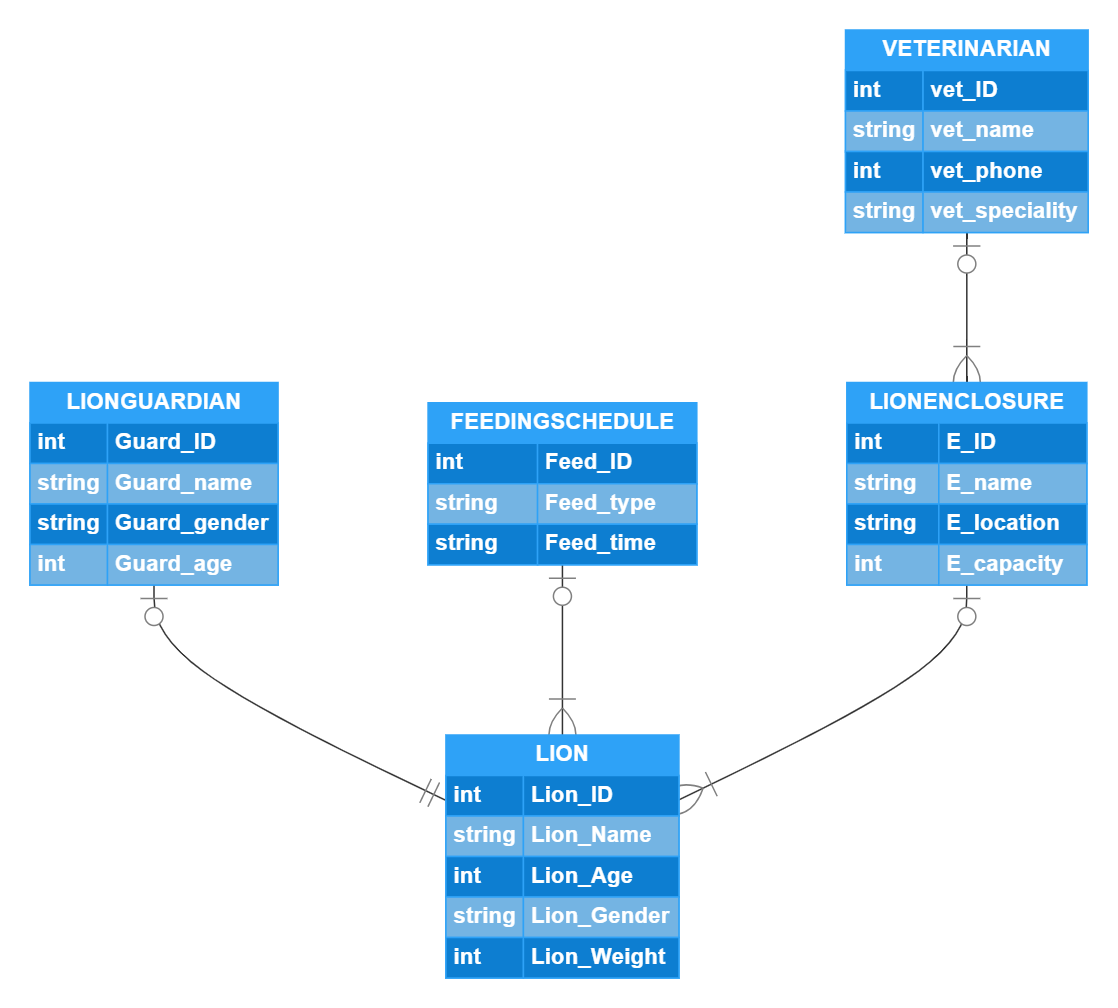 VETERINARIAN
int vet_ID
string vet_name
int vet_phone
string vet_speciality
LIONGUARDIAN
int Guard_ID
string Guard_name
string Guard_gender
int Guard_age
FEEDINGSCHEDULE
int Feed_ID
string Feed_type
string Feed_time
LIONENCLOSURE
int E_ID
string E_name
string E_location
int E_capacity
LION
int Lion_ID
string Lion_Name
int Lion_Age
string Lion_Gender
int Lion_Weight